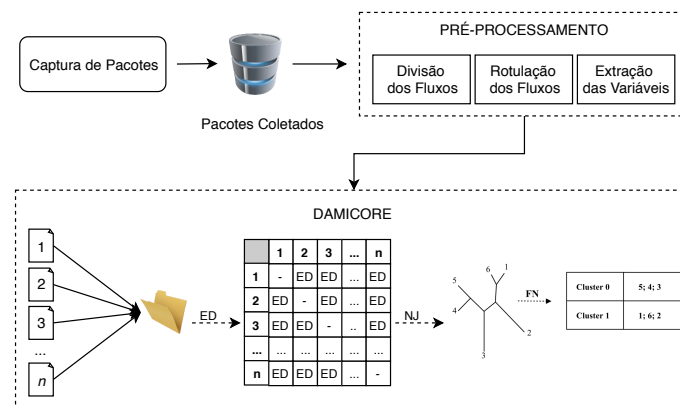 PRÉ-PROCESSAMENTO
Captura de Pacotes
Pacotes Coletados
Divisão
dos Fluxos
Rotulação
dos Fluxos
Extração
das Variáveis
DAMICORE
1
2
3
...
n
ED
1 2 3 ... n
1 - ED ED ... ED
2 ED - ED ... ED
3 ED ED - .. ED
... ... ... ... ... ...
n ED ED ED ... -
NJ
1
6
5
4
3
2
FN
Cluster 0 5; 4; 3
Cluster 1 1; 6; 2